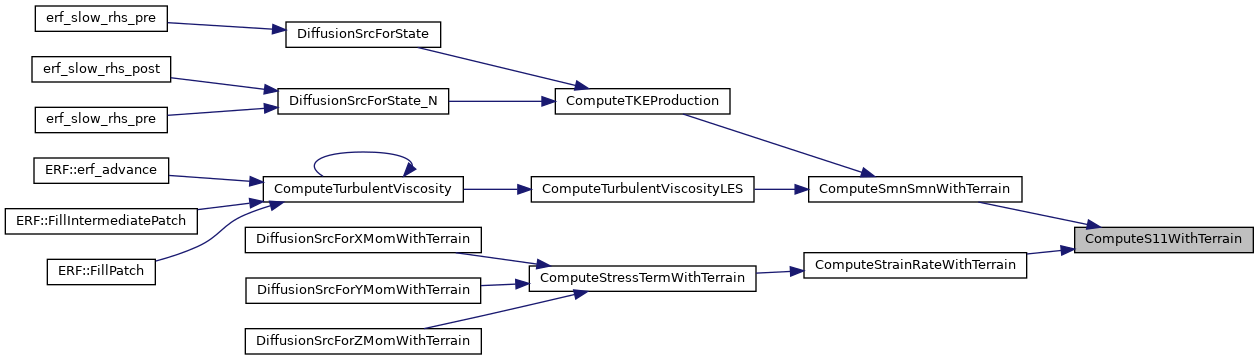 erf_slow_rhs_pre
DiffusionSrcForState
erf_slow_rhs_post
DiffusionSrcForState_N
ComputeTKEProduction
erf_slow_rhs_pre
ERF::erf_advance
ComputeTurbulentViscosity
ComputeTurbulentViscosityLES
ComputeSmnSmnWithTerrain
ERF::FillIntermediatePatch
DiffusionSrcForXMomWithTerrain
ComputeS11WithTerrain
ERF::FillPatch
ComputeStressTermWithTerrain
ComputeStrainRateWithTerrain
DiffusionSrcForYMomWithTerrain
DiffusionSrcForZMomWithTerrain